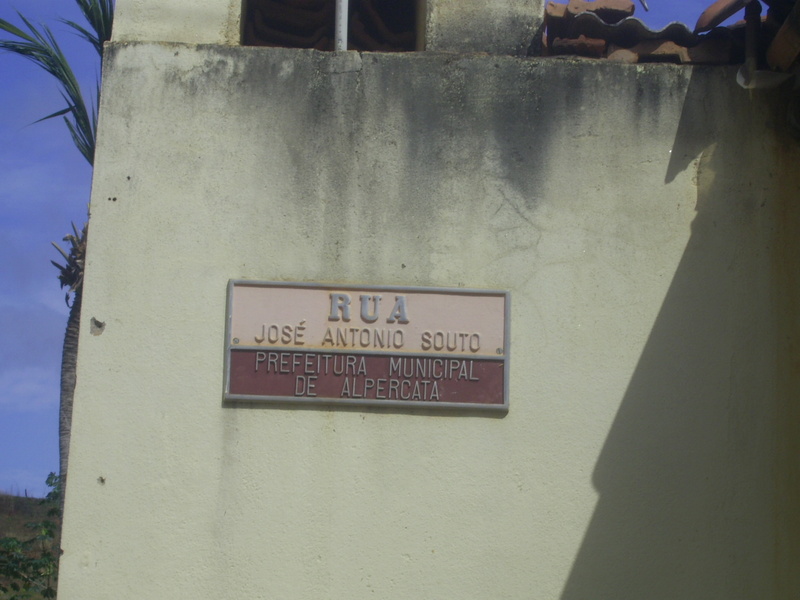 RUA
JOSÉ ANTONIO SOUTO
PREFEITURA MUNICIPAL
DE ALPERCATA